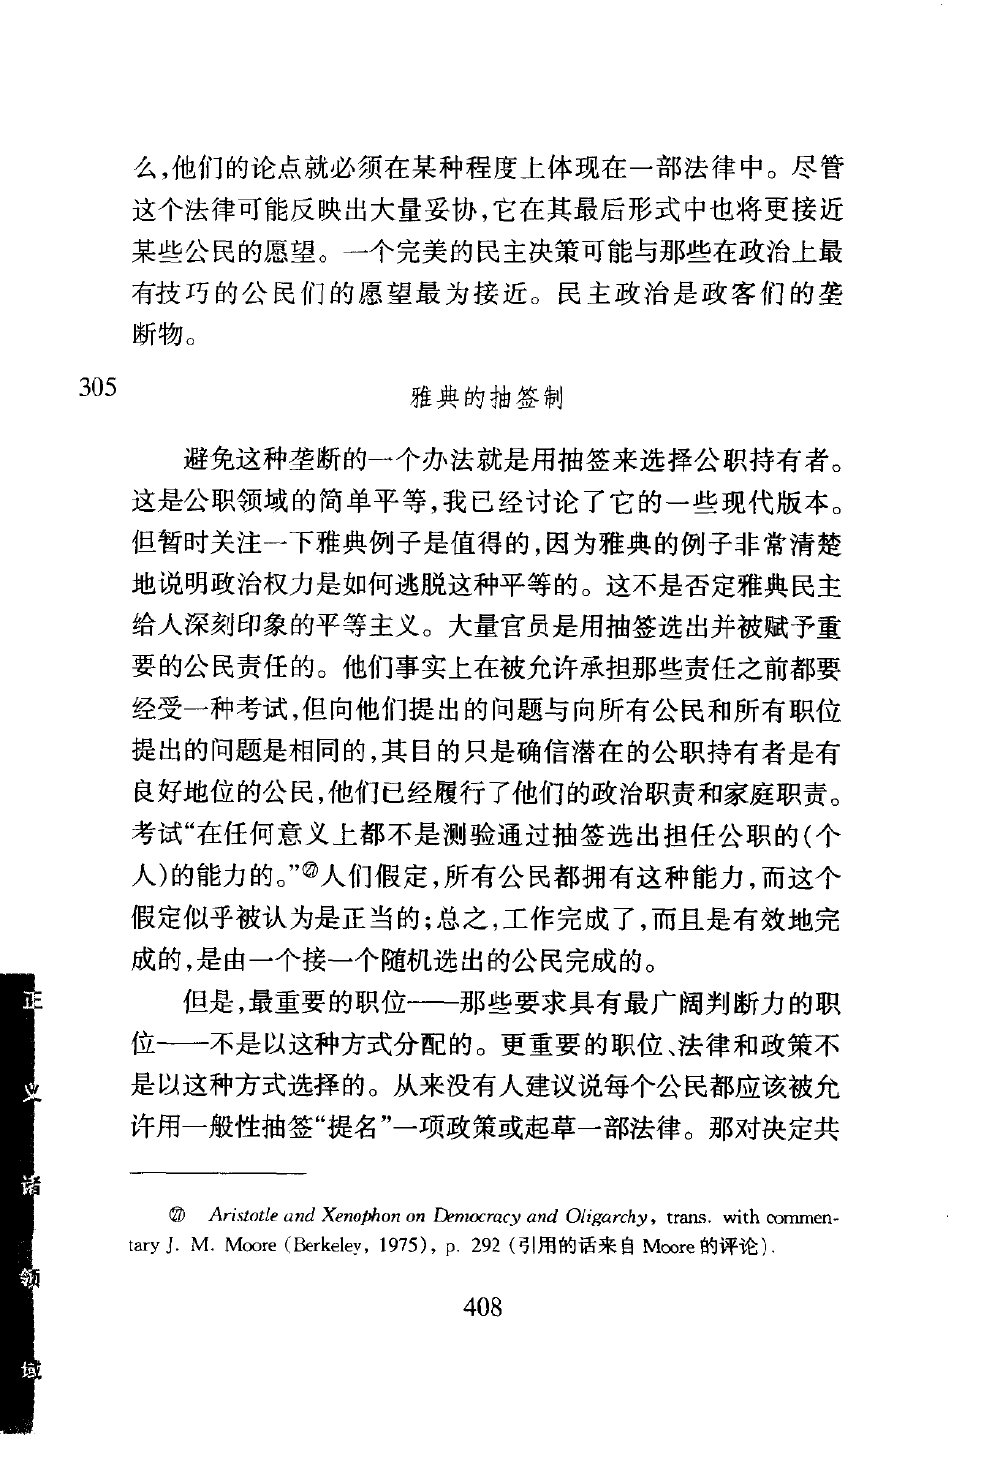 么,他们的论点就必须在某种程度上体现在一部法律中。尽管
这个法律可能反映出大量妥协,它在其最后形式中也将更接近
某些公民的愿望。一个完美的民主决策可能与那些在政治上最
有技巧的公民们的愿望最为接近。民主政治是政客们的垄
断物。
305
雅典的抽签制
避免这种垄断的一个办法就是用抽签来选择公职持有者。
这是公职领域的简单平等,我已经讨论了它的一些现代版本。
但暂时关注一下雅典例子是值得的,因为雅典的例子非常清楚
地说明政治权力是如何逃脱这种平等的。这不是否定雅典民主
给人深刻印象的平等主义。大量官员是用抽签选出并被赋予重
要的公民责任的。他们事实上在被允许承担那些责任之前都要
经受一种考试,但向他们提出的问题与向所有公民和所有职位
提出的问题是相同的,其目的只是确信潜在的公职持有者是有
良好地位的公民,他们已经履行了他们的政治职责和家庭职责。
考试“在任何意义上都不是测验通过抽签选出担任公职的(个
人)的能力的。”㉗人们假定,所有公民都拥有这种能力,而这个
假定似乎被认为是正当的;总之,工作完成了,而且是有效地完
成的,是由一个接一个随机选出的公民完成的。
但是,最重要的职位——那些要求具有最广阔判断力的职
位——不是以这种方式分配的。更重要的职位、法律和政策不
是以这种方式选择的。从来没有人建议说每个公民都应该被允
许用一般性抽签“提名”一项政策或起草一部法律。那对决定共
㉗ Aristotle and Xenophon on Democracy and Oligarchy, trans. with commen-
tary J. M. Moore (Berkeley, 1975), p. 292 (引用的话来自 Moore 的评论).
408
正
义
诸
领
域